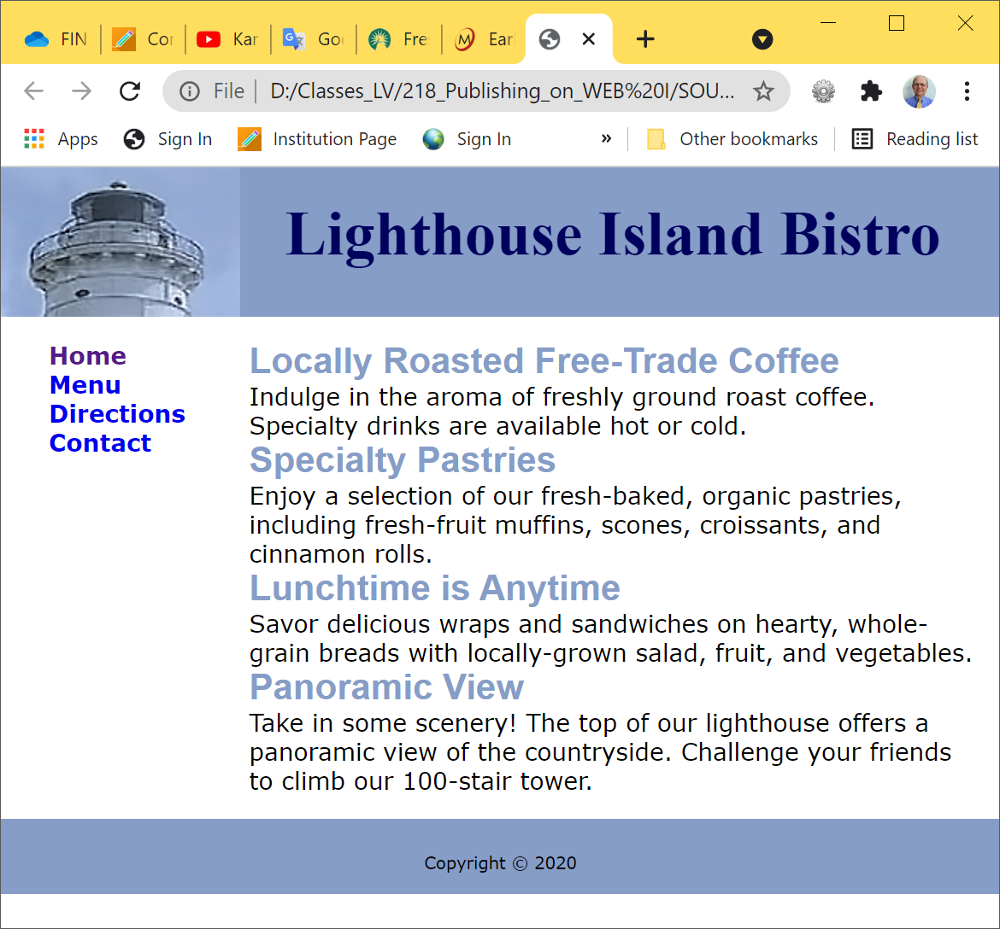 FIN
Cor
Kar
Goo
Fre
Earl
File
D:/Classes_LV/218_Publishing_on_WEB%20I/SOU...
Apps
Sign In
Institution Page
Sign In
»
Other bookmarks
Reading list
Lighthouse Island Bistro
Home
Menu
Directions
Contact
Locally Roasted Free-Trade Coffee
Indulge in the aroma of freshly ground roast coffee.
Specialty drinks are available hot or cold.
Specialty Pastries
Enjoy a selection of our fresh-baked, organic pastries,
including fresh-fruit muffins, scones, croissants, and
cinnamon rolls.
Lunchtime is Anytime
Savor delicious wraps and sandwiches on hearty, whole-
grain breads with locally-grown salad, fruit, and vegetables.
Panoramic View
Take in some scenery! The top of our lighthouse offers a
panoramic view of the countryside. Challenge your friends
to climb our 100-stair tower.
Copyright © 2020